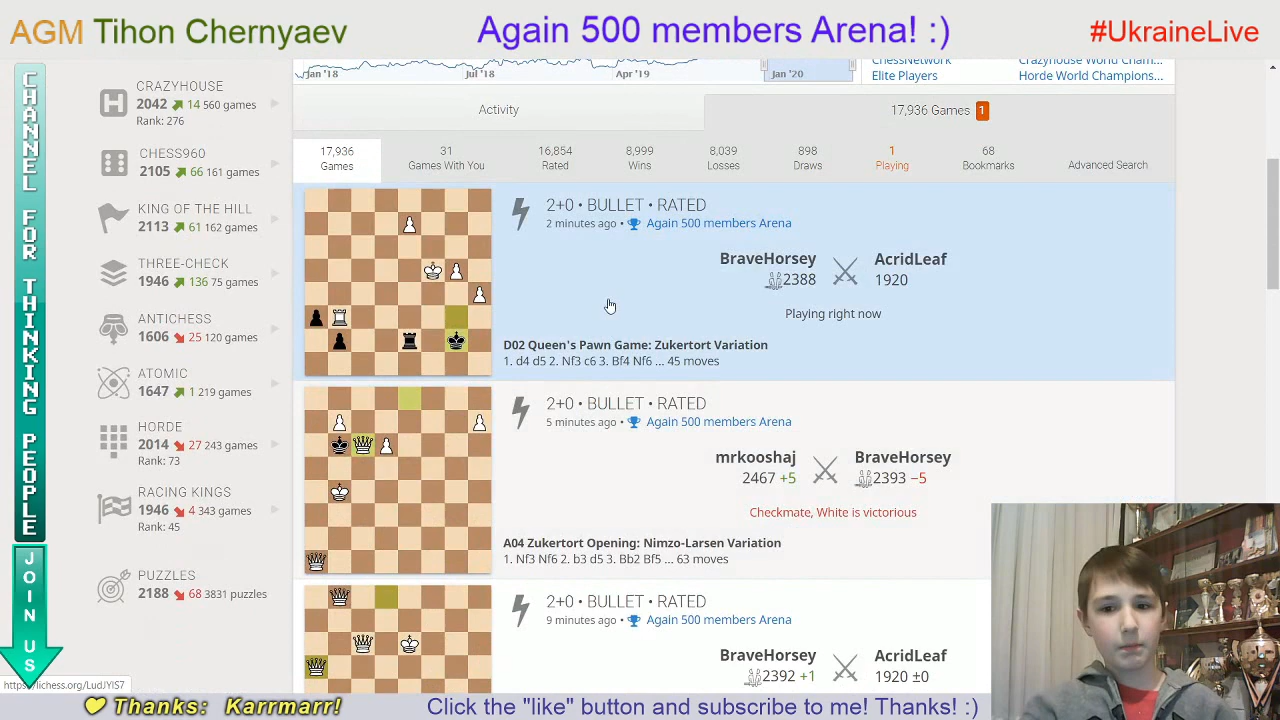 AGM Tihon Chernyaev
Again 500 members Arena! :)
#UkraineLive
CHANNEL FOR THINKING PEOPLE
JOIN US
CRAZYHOUSE
2042 14 560 games
Rank: 276
CHESS960
2105 66 161 games
KING OF THE HILL
2113 61 162 games
THREE-CHECK
1946 136 75 games
ANTICHESS
1606 25 120 games
ATOMIC
1647 1 219 games
HORDE
2014 27 243 games
Rank: 73
RACING KINGS
1946 4 343 games
Rank: 45
PUZZLES
2188 68 3831 puzzles
https://lichess.org/LudJYlS7
Jan '18 Jul '18 Apr '19 Jan '20
ChessNetwork Crazyhouse World Cham...
Elite Players Horde World Champions...
Activity 17,936 Games 1
17,936 31 16,854 8,999 8,039 898 1 68
Games Games With You Rated Wins Losses Draws Playing Bookmarks Advanced Search
2+0 • BULLET • RATED
2 minutes ago • Again 500 members Arena
BraveHorsey AcridLeaf
2388 1920
Playing right now
D02 Queen's Pawn Game: Zukertort Variation
1. d4 d5 2. Nf3 c6 3. Bf4 Nf6 ... 45 moves
2+0 • BULLET • RATED
5 minutes ago • Again 500 members Arena
mrkooshaj BraveHorsey
2467 +5 2393 −5
Checkmate, White is victorious
A04 Zukertort Opening: Nimzo-Larsen Variation
1. Nf3 Nf6 2. b3 d5 3. Bb2 Bf5 ... 63 moves
2+0 • BULLET • RATED
9 minutes ago • Again 500 members Arena
BraveHorsey AcridLeaf
2392 +1 1920 ±0
Thanks: Karrmarr!
Click the "like" button and subscribe to me! Thanks! :)